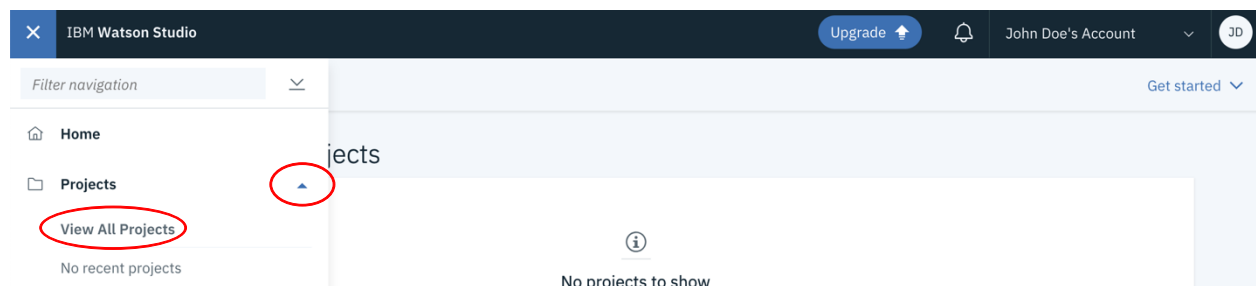 IBM Watson Studio
Upgrade
John Doe's Account
JD
Filter navigation
Get started
Home
jects
Projects
View All Projects
No recent projects
No projects to show